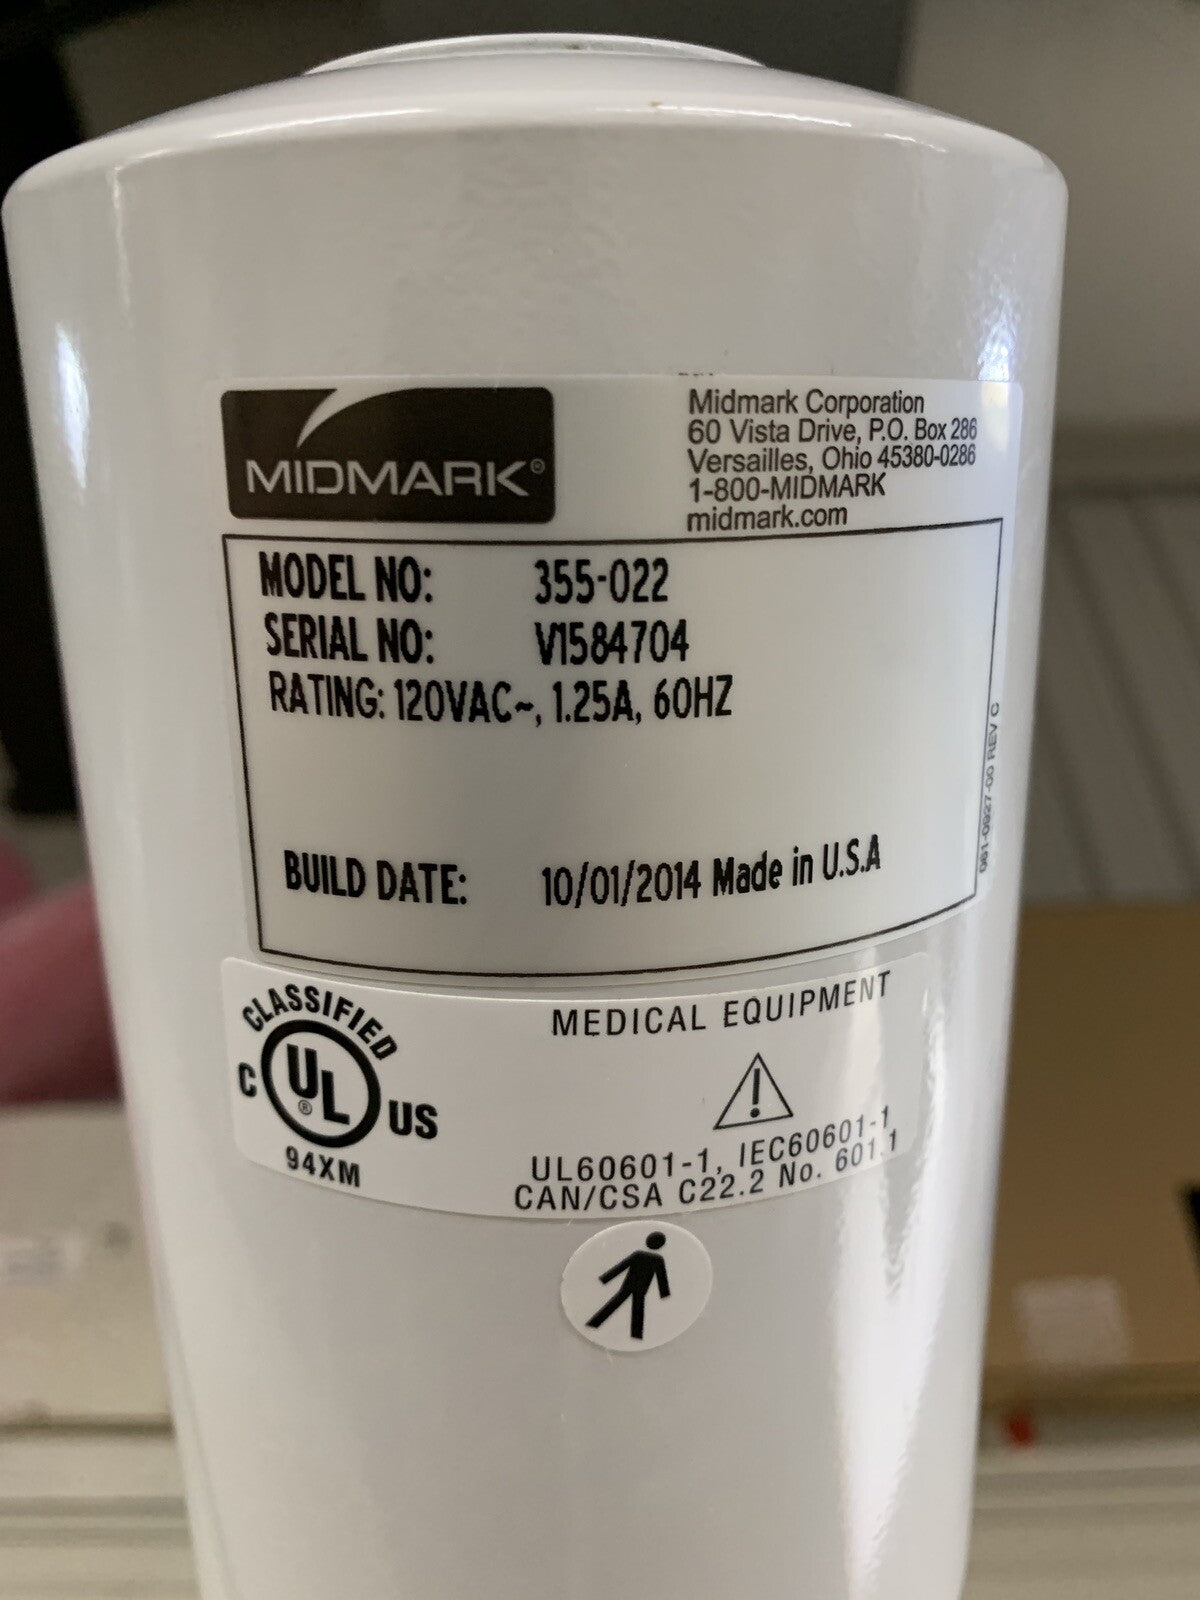 MIDMARK®
Midmark Corporation
60 Vista Drive, P.O. Box 286
Versailles, Ohio 45380-0286
1-800-MIDMARK
midmark.com
MODEL NO: 355-022
SERIAL NO: V1584704
RATING: 120VAC~, 1.25A, 60HZ
BUILD DATE: 10/01/2014 Made in U.S.A
061-0927-00 REV C
CLASSIFIED
C UL® US
94XM
MEDICAL EQUIPMENT
!
UL60601-1, IEC60601-1
CAN/CSA C22.2 No. 601.1